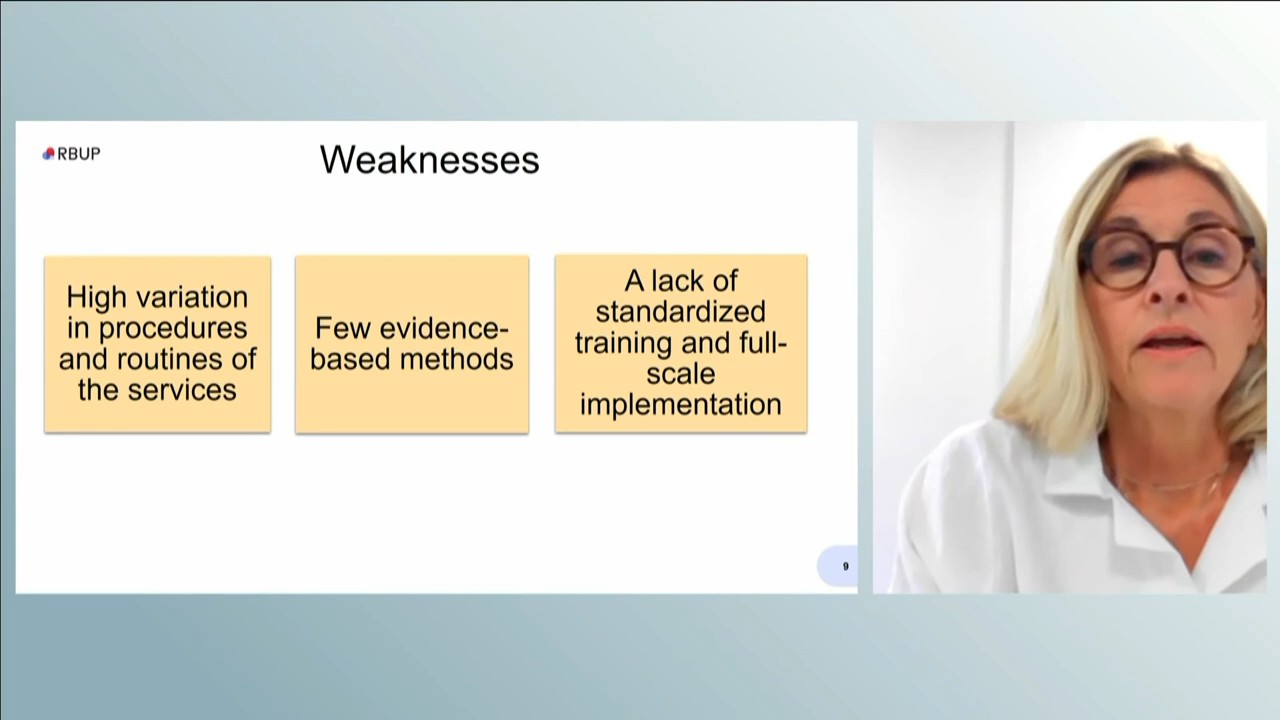 RBUP
Weaknesses
High variation
in procedures
and routines of
the services
Few evidence-
based methods
A lack of
standardized
training and full-
scale
implementation
9